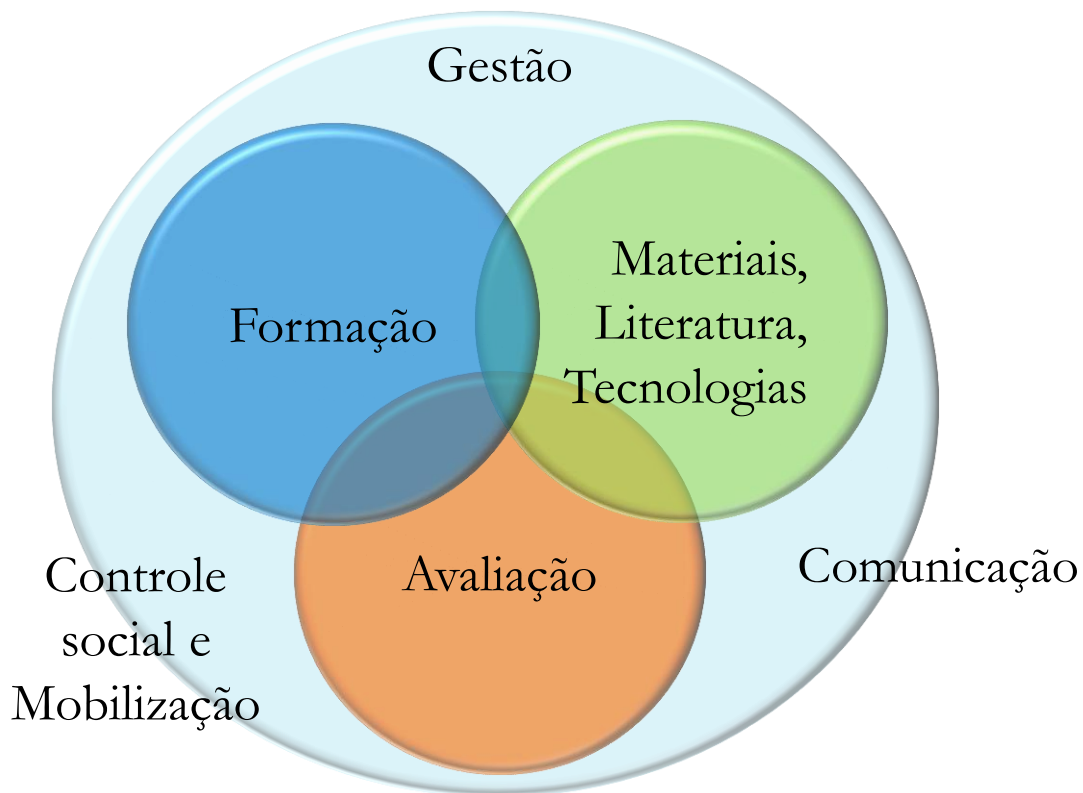 Gestão
Materiais,
Literatura,
Tecnologias
Formação
Avaliação
Controle
social e
Mobilização
Comunicação